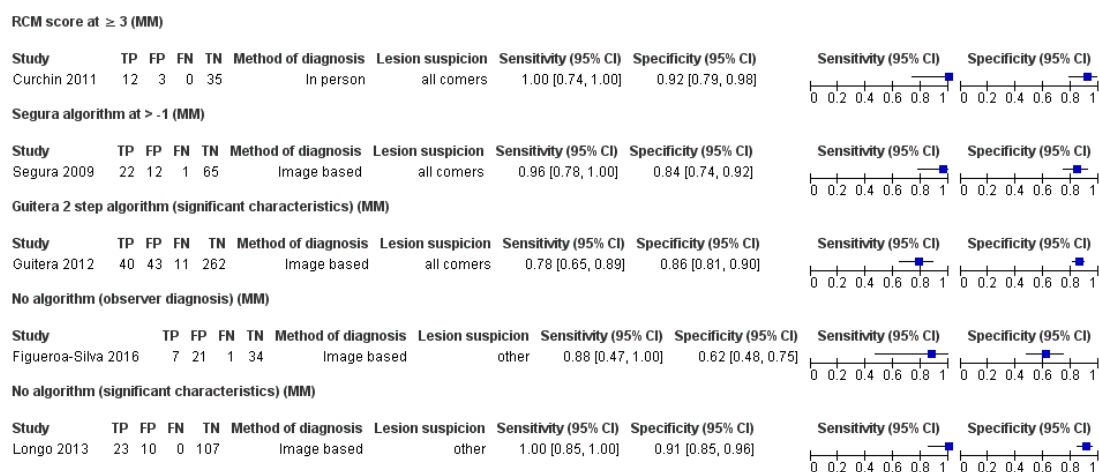 RCM score at ≥ 3 (MM)
Study TP FP FN TN Method of diagnosis Lesion suspicion Sensitivity (95% CI) Specificity (95% CI) Sensitivity (95% CI) Specificity (95% CI)
Curchin 2011 12 3 0 35 In person all comers 1.00 [0.74, 1.00] 0.92 [0.79, 0.98]
0 0.2 0.4 0.6 0.8 1 0 0.2 0.4 0.6 0.8 1
Segura algorithm at > -1 (MM)
Study TP FP FN TN Method of diagnosis Lesion suspicion Sensitivity (95% CI) Specificity (95% CI) Sensitivity (95% CI) Specificity (95% CI)
Segura 2009 22 12 1 65 Image based all comers 0.96 [0.78, 1.00] 0.84 [0.74, 0.92]
0 0.2 0.4 0.6 0.8 1 0 0.2 0.4 0.6 0.8 1
Guitera 2 step algorithm (significant characteristics) (MM)
Study TP FP FN TN Method of diagnosis Lesion suspicion Sensitivity (95% CI) Specificity (95% CI) Sensitivity (95% CI) Specificity (95% CI)
Guitera 2012 40 43 11 262 Image based all comers 0.78 [0.65, 0.89] 0.86 [0.81, 0.90]
0 0.2 0.4 0.6 0.8 1 0 0.2 0.4 0.6 0.8 1
No algorithm (observer diagnosis) (MM)
Study TP FP FN TN Method of diagnosis Lesion suspicion Sensitivity (95% CI) Specificity (95% CI) Sensitivity (95% CI) Specificity (95% CI)
Figueroa-Silva 2016 7 21 1 34 Image based other 0.88 [0.47, 1.00] 0.62 [0.48, 0.75]
0 0.2 0.4 0.6 0.8 1 0 0.2 0.4 0.6 0.8 1
No algorithm (significant characteristics) (MM)
Study TP FP FN TN Method of diagnosis Lesion suspicion Sensitivity (95% CI) Specificity (95% CI) Sensitivity (95% CI) Specificity (95% CI)
Longo 2013 23 10 0 107 Image based other 1.00 [0.85, 1.00] 0.91 [0.85, 0.96]
0 0.2 0.4 0.6 0.8 1 0 0.2 0.4 0.6 0.8 1